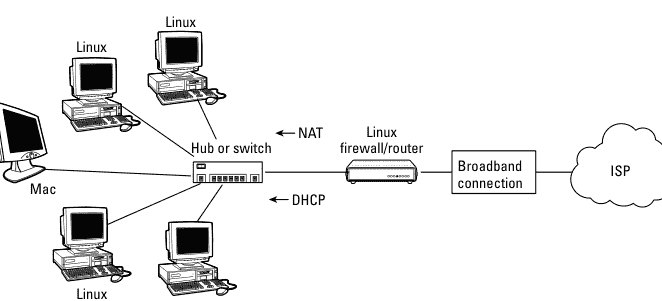 Linux
Linux
NAT
Linux
firewall/router
Hub or switch
Broadband
connection
ISP
Mac
DHCP
Linux